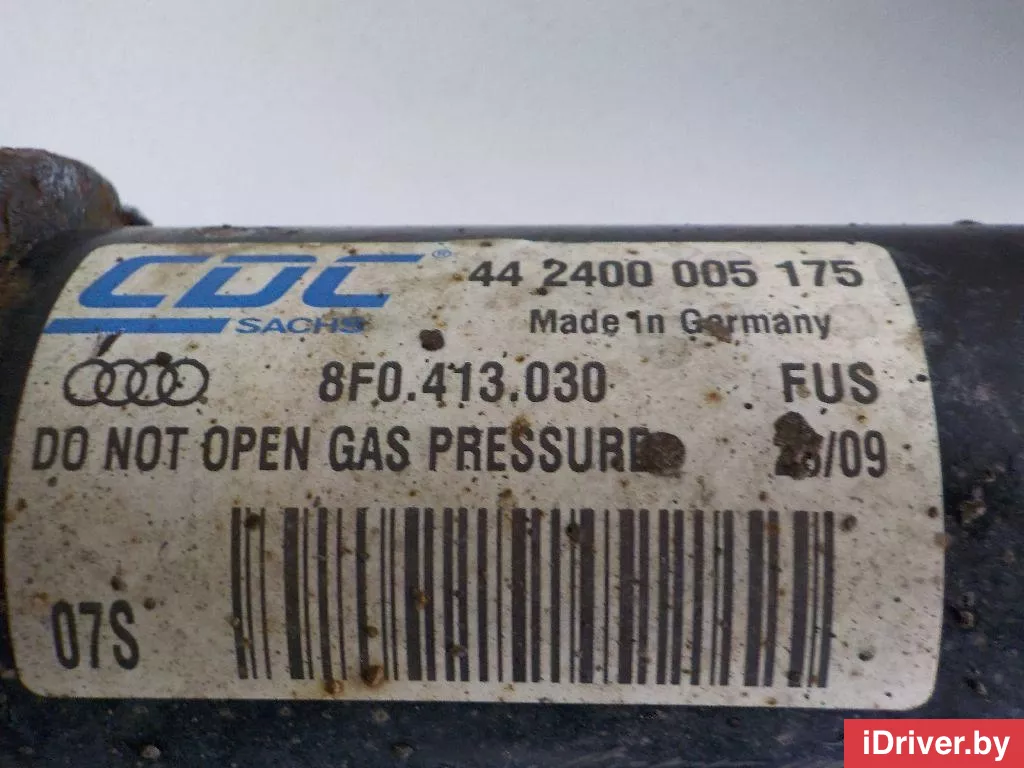 CDC ® 44 2400 005 175
SACHS Made in Germany
8F0.413.030 FUS
DO NOT OPEN GAS PRESSURE /09
07S
iDriver.by